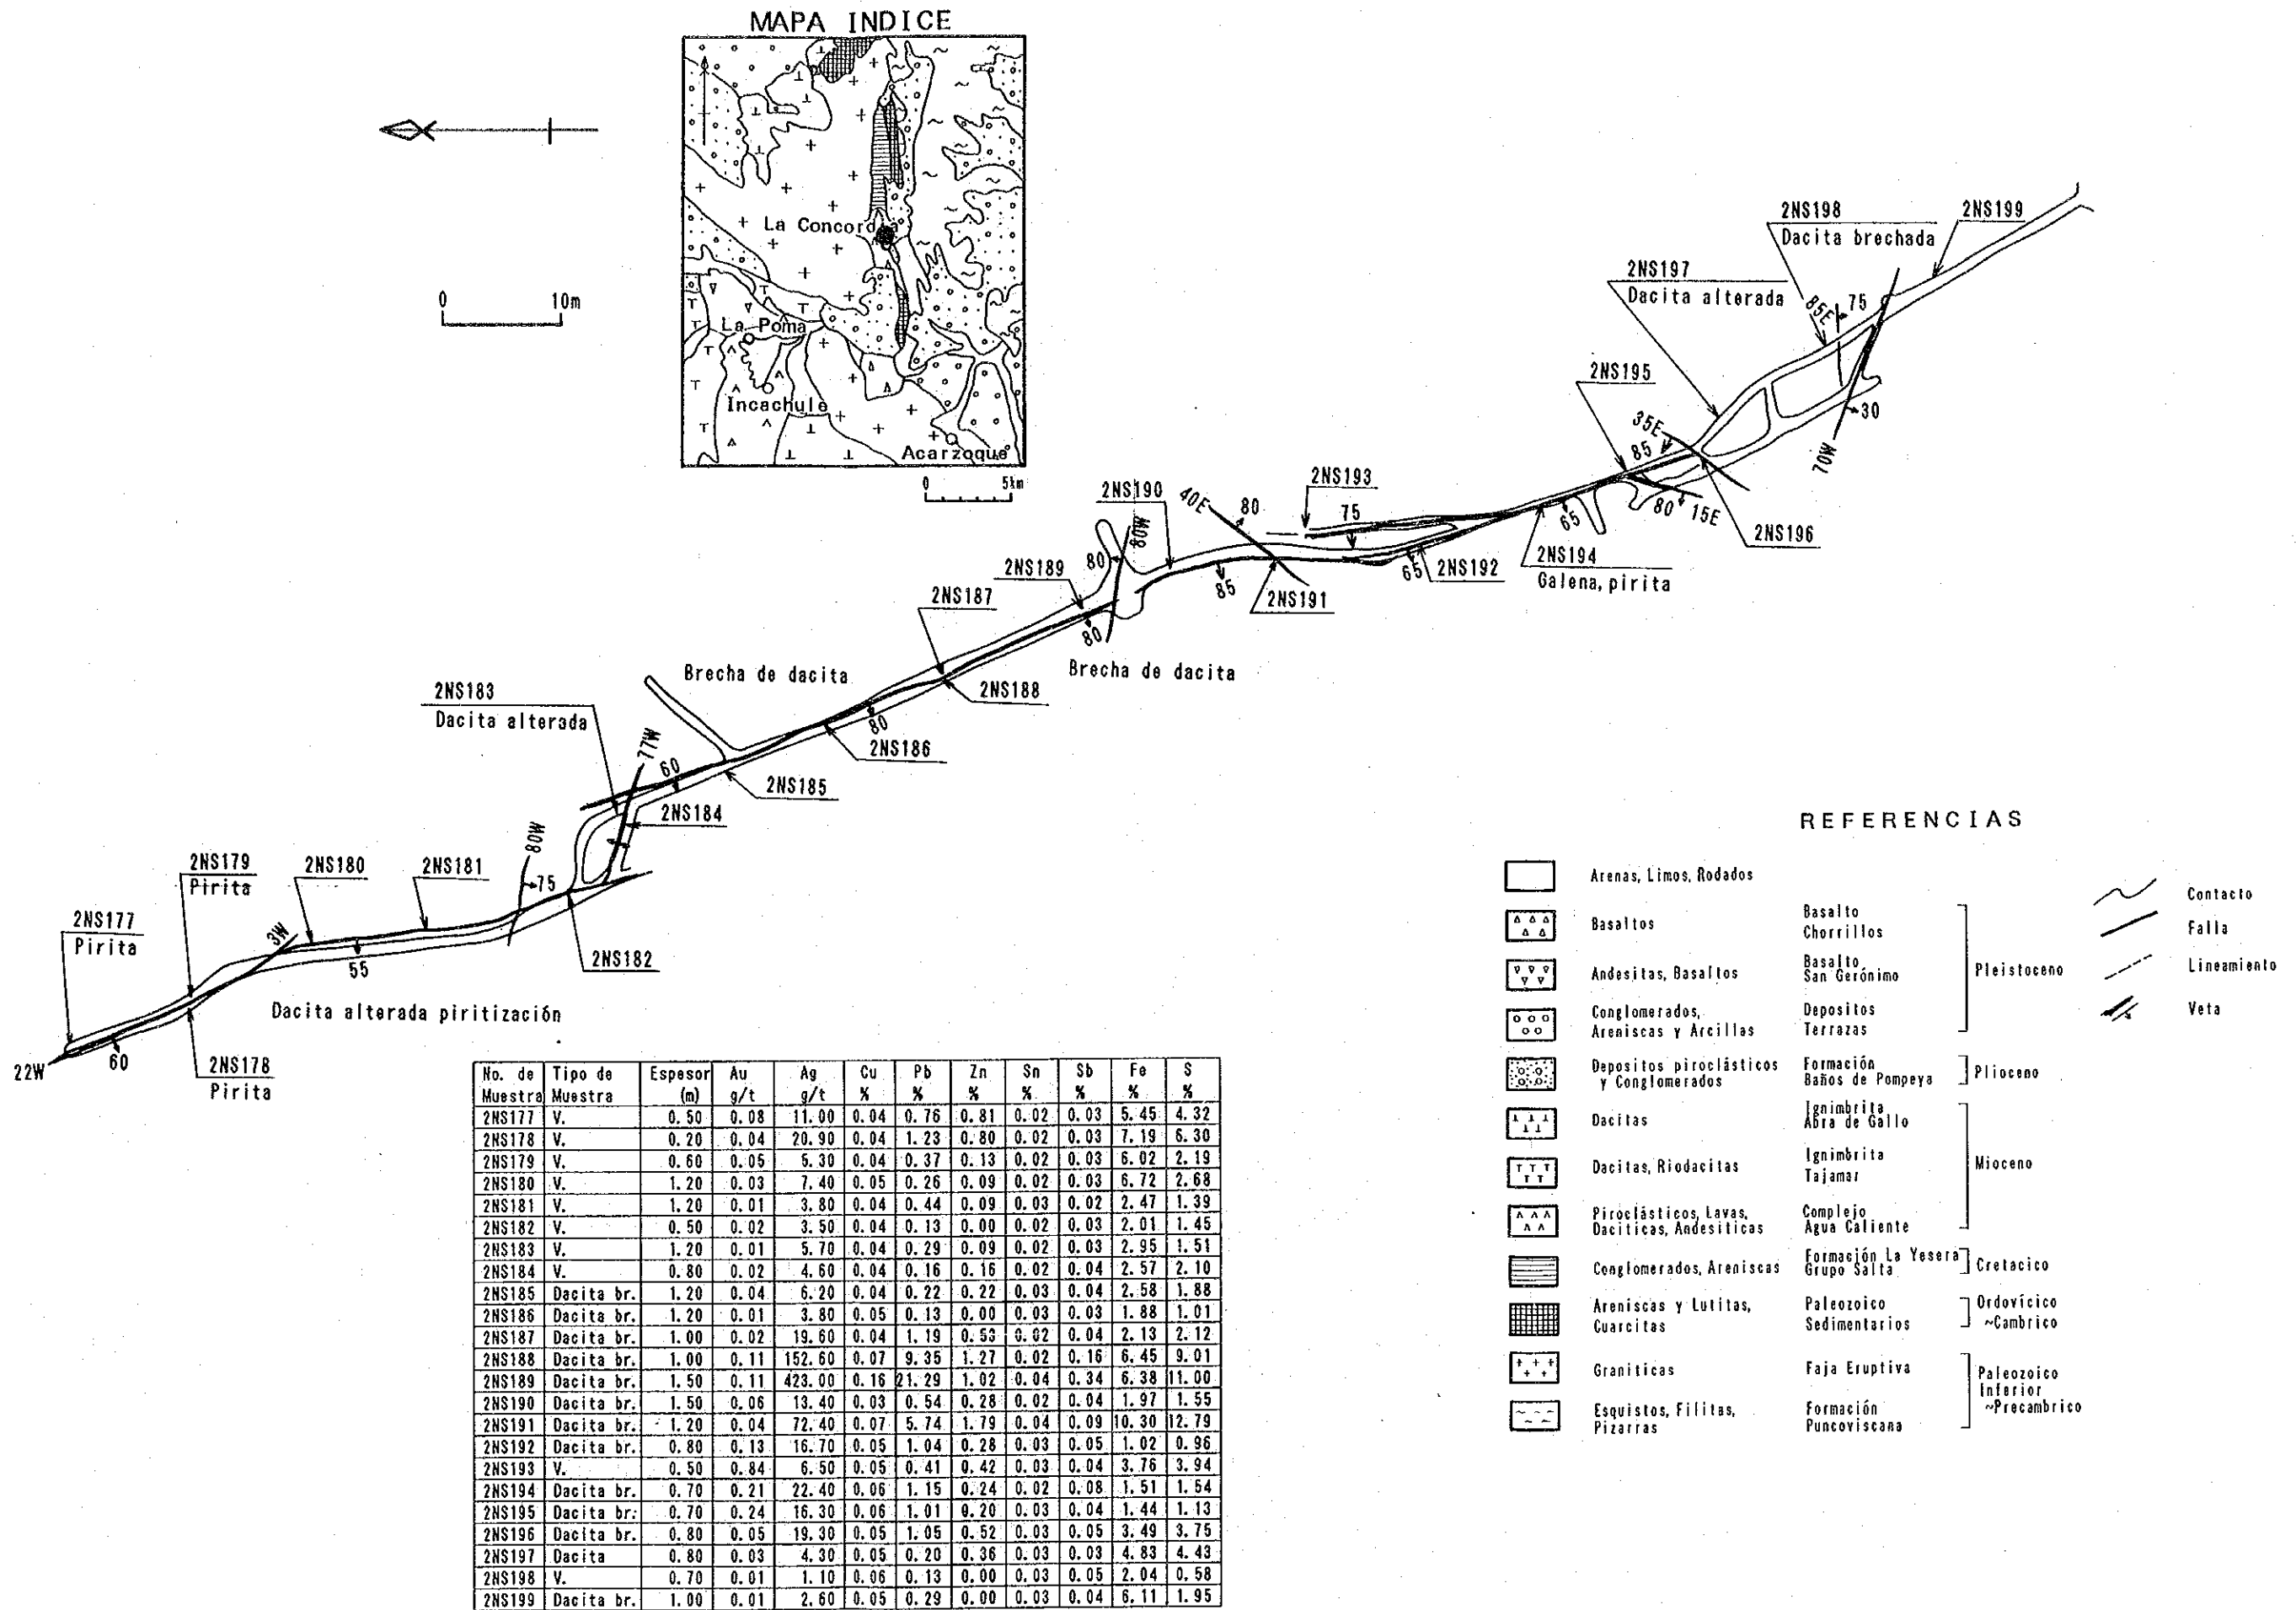 MAPA INDICE
La Concordia
La Poma
Incachule
Acarzoque
0 5km
0 10m
2NS198
Dacita brechada
2NS199
2NS197
Dacita alterada
85E
75
2NS195
30
70W
35E
85
80
15E
2NS196
2NS193
75
2NS190
40E
80
80W
80
65
2NS194
Galena, pirita
65
2NS192
85
2NS191
2NS189
2NS187
80
Brecha de dacita
Brecha de dacita
2NS188
80
2NS186
2NS183
Dacita alterada
77W
60
2NS185
2NS184
80W
75
2NS182
2NS179
Pirita
2NS180
2NS181
2NS177
Pirita
3W
55
Dacita alterada piritización
22W
60
2NS178
Pirita
No. de Muestra Tipo de Muestra Espesor (m) Au g/t Ag g/t Cu % Pb % Zn % Sn % Sb % Fe % S %
2NS177 V. 0.50 0.08 11.00 0.04 0.76 0.81 0.02 0.03 5.45 4.32
2NS178 V. 0.20 0.04 20.90 0.04 1.23 0.80 0.02 0.03 7.19 6.30
2NS179 V. 0.60 0.05 5.30 0.04 0.37 0.13 0.02 0.03 6.02 2.19
2NS180 V. 1.20 0.03 7.40 0.05 0.26 0.09 0.02 0.03 6.72 2.68
2NS181 V. 1.20 0.01 3.80 0.04 0.44 0.09 0.03 0.02 2.47 1.39
2NS182 V. 0.50 0.02 3.50 0.04 0.13 0.00 0.02 0.03 2.01 1.45
2NS183 V. 1.20 0.01 5.70 0.04 0.29 0.09 0.02 0.03 2.95 1.51
2NS184 V. 0.80 0.02 4.60 0.04 0.16 0.16 0.02 0.04 2.57 2.10
2NS185 Dacita br. 1.20 0.04 6.20 0.04 0.22 0.22 0.03 0.04 2.58 1.88
2NS186 Dacita br. 1.20 0.01 3.80 0.05 0.13 0.00 0.03 0.03 1.88 1.01
2NS187 Dacita br. 1.00 0.02 19.60 0.04 1.19 0.53 0.02 0.04 2.13 2.12
2NS188 Dacita br. 1.00 0.11 152.60 0.07 9.35 1.27 0.02 0.16 6.45 9.01
2NS189 Dacita br. 1.50 0.11 423.00 0.16 21.29 1.02 0.04 0.34 6.38 11.00
2NS190 Dacita br. 1.50 0.06 13.40 0.03 0.54 0.28 0.02 0.04 1.97 1.55
2NS191 Dacita br. 1.20 0.04 72.40 0.07 5.74 1.79 0.04 0.09 10.30 12.79
2NS192 Dacita br. 0.80 0.13 16.70 0.05 1.04 0.28 0.03 0.05 1.02 0.96
2NS193 V. 0.50 0.84 6.50 0.05 0.41 0.42 0.03 0.04 3.76 3.94
2NS194 Dacita br. 0.70 0.21 22.40 0.06 1.15 0.24 0.02 0.08 1.51 1.54
2NS195 Dacita br. 0.70 0.24 16.30 0.06 1.01 0.20 0.03 0.04 1.44 1.13
2NS196 Dacita br. 0.80 0.05 19.30 0.05 1.05 0.52 0.03 0.05 3.49 3.75
2NS197 Dacita 0.80 0.03 4.30 0.05 0.20 0.36 0.03 0.03 4.83 4.43
2NS198 V. 0.70 0.01 1.10 0.06 0.13 0.00 0.03 0.05 2.04 0.58
2NS199 Dacita br. 1.00 0.01 2.60 0.05 0.29 0.00 0.03 0.04 6.11 1.95
REFERENCIAS
Arenas, Limos, Rodados
Basaltos
Basalto
Chorrillos
Andesitas, Basaltos
Basalto
San Gerónimo
Pleistoceno
Conglomerados,
Areniscas y Arcillas
Depositos
Terrazas
Depositos piroclásticos
y Conglomerados
Formación
Baños de Pompeya
Plioceno
Dacitas
Ignimbrita
Abra de Gallo
Dacitas, Riodacitas
Ignimbrita
Tajamar
Mioceno
Piroclásticos, Lavas,
Daciticas, Andesiticas
Complejo
Agua Caliente
Conglomerados, Areniscas
Formación La Yesera
Grupo Salta
Cretacico
Areniscas y Lutitas,
Cuarcitas
Paleozoico
Sedimentarios
Ordovícico
~Cambrico
Graniticas
Faja Eruptiva
Paleozoico
Inferior
~Precambrico
Esquistos, Filitas,
Pizarras
Formación
Puncoviscana
Contacto
Falla
Lineamiento
Veta